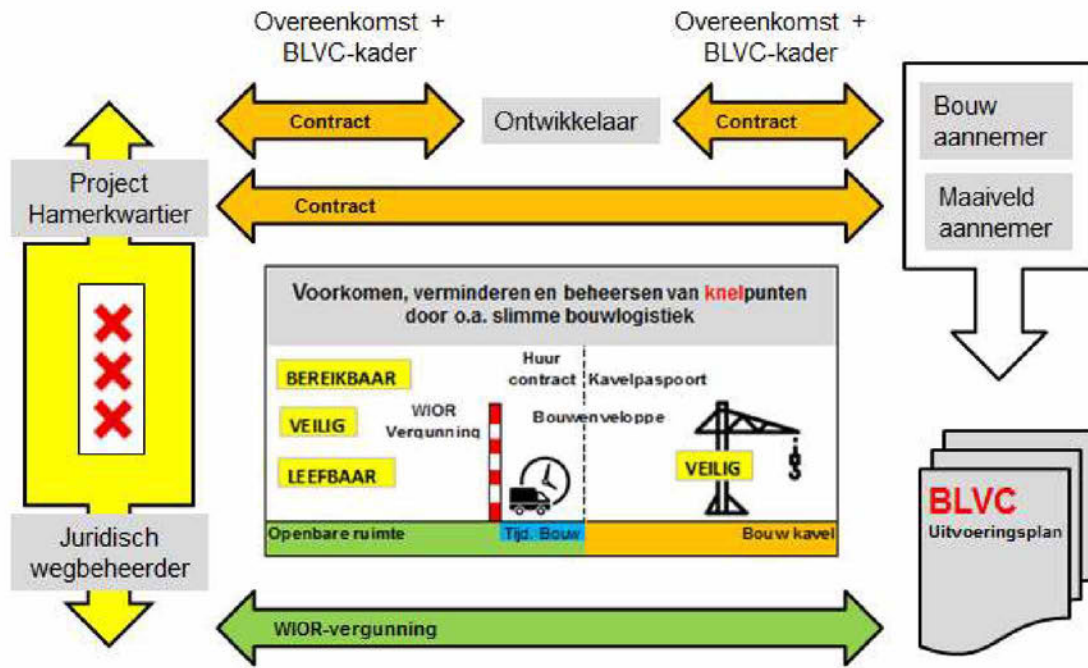 Overeenkomst +
BLVC-kader
Overeenkomst +
BLVC-kader
Contract
Ontwikkelaar
Contract
Bouw
aannemer
Project
Hamerkwartier
Contract
Maaiveld
aannemer
Voorkomen, verminderen en beheersen van knelpunten
door o.a. slimme bouwlogistiek
BEREIKBAAR
VEILIG
LEEFBAAR
WIOR
Vergunning
Huur
contract
Kavelpaspoort
Bouwenveloppe
VEILIG
Openbare ruimte
Tijd. Bouw
Bouw kavel
Juridisch
wegbeheerder
BLVC
Uitvoeringsplan
WIOR-vergunning